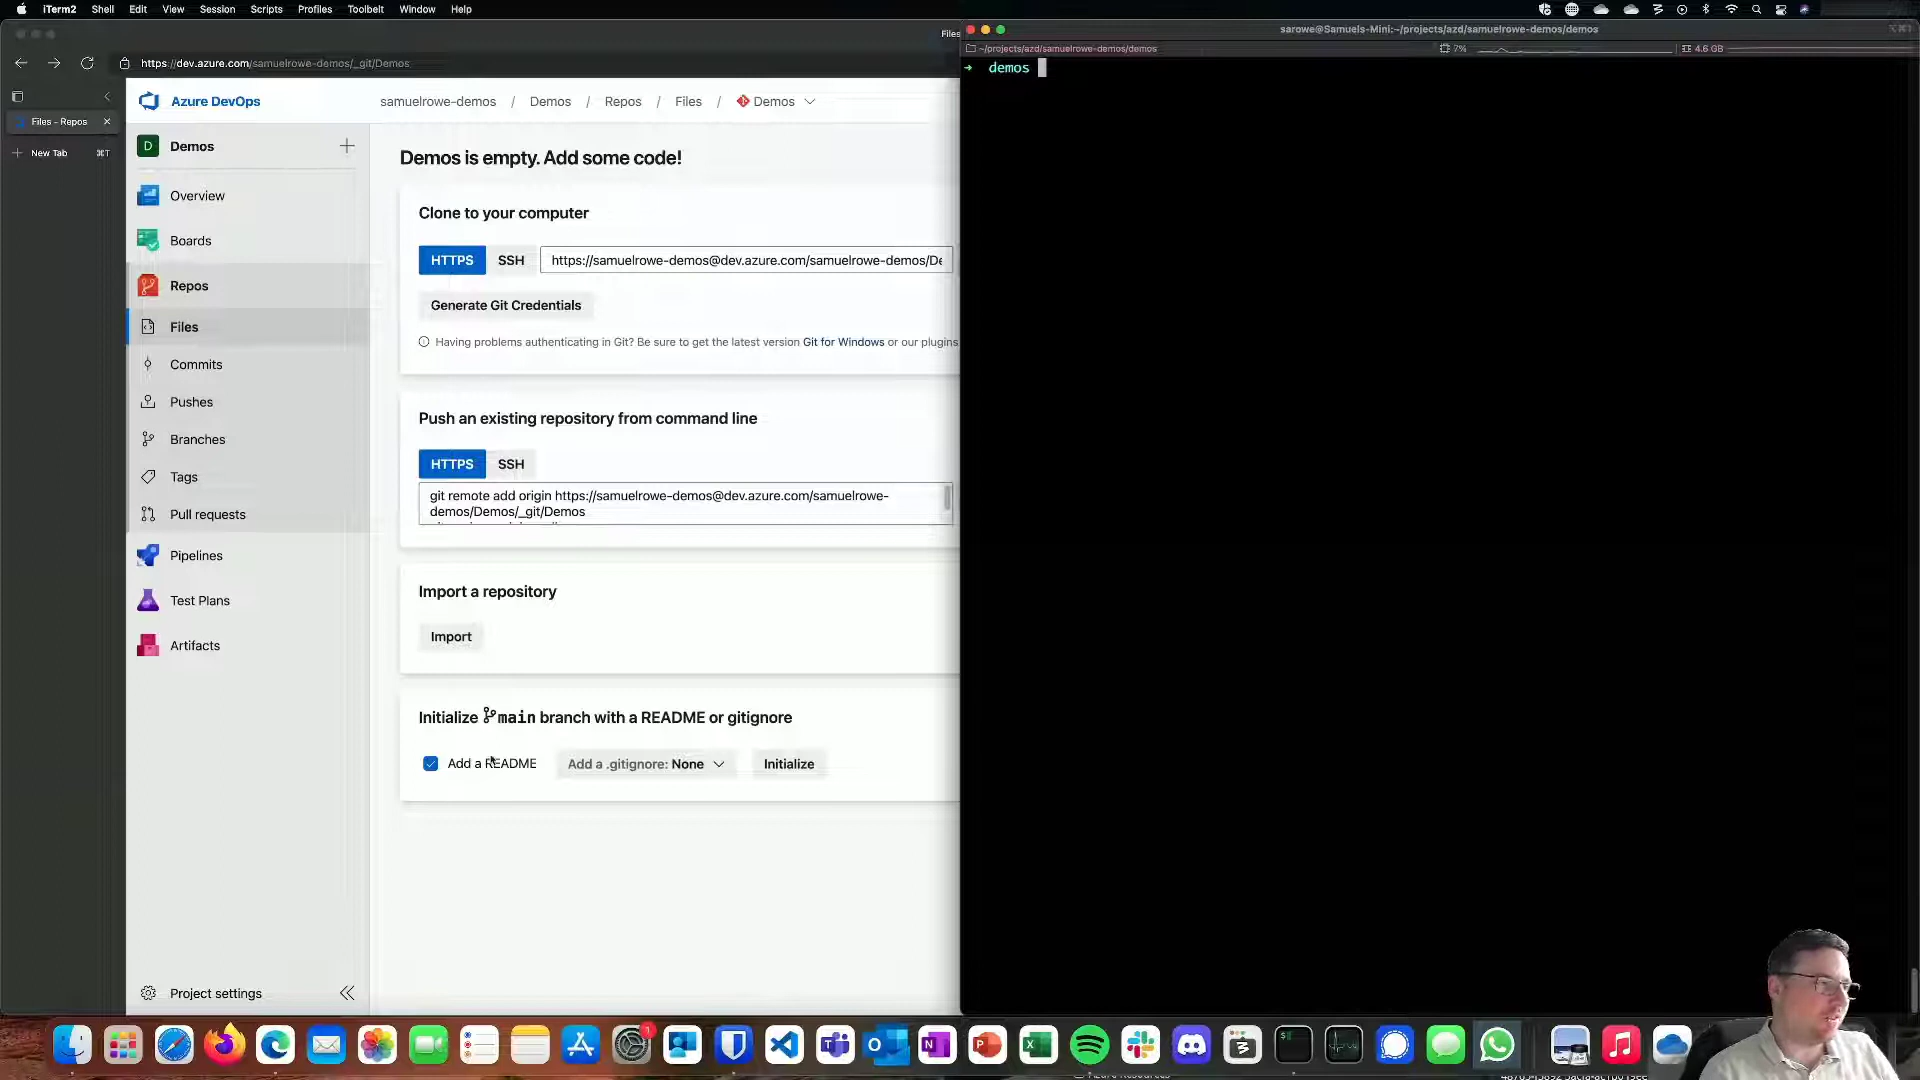 iTerm2 Shell Edit View Session Scripts Profiles Toolbelt Window Help
Files
https://dev.azure.com/samuelrowe-demos/_git/Demos
Files - Repos
New Tab ⌘T
Azure DevOps
samuelrowe-demos / Demos / Repos / Files / Demos
D Demos
Overview
Boards
Repos
Files
Commits
Pushes
Branches
Tags
Pull requests
Pipelines
Test Plans
Artifacts
Project settings
Demos is empty. Add some code!
Clone to your computer
HTTPS SSH https://samuelrowe-demos@dev.azure.com/samuelrowe-demos/De
Generate Git Credentials
Having problems authenticating in Git? Be sure to get the latest version Git for Windows or our plugins
Push an existing repository from command line
HTTPS SSH
git remote add origin https://samuelrowe-demos@dev.azure.com/samuelrowe-
demos/Demos/_git/Demos
Import a repository
Import
Initialize main branch with a README or gitignore
Add a README Add a .gitignore: None Initialize
sarowe@Samuels-Mini:~/projects/azd/samuelrowe-demos/demos
~/projects/azd/samuelrowe-demos/demos 7% 4.6 GB
→ demos
1